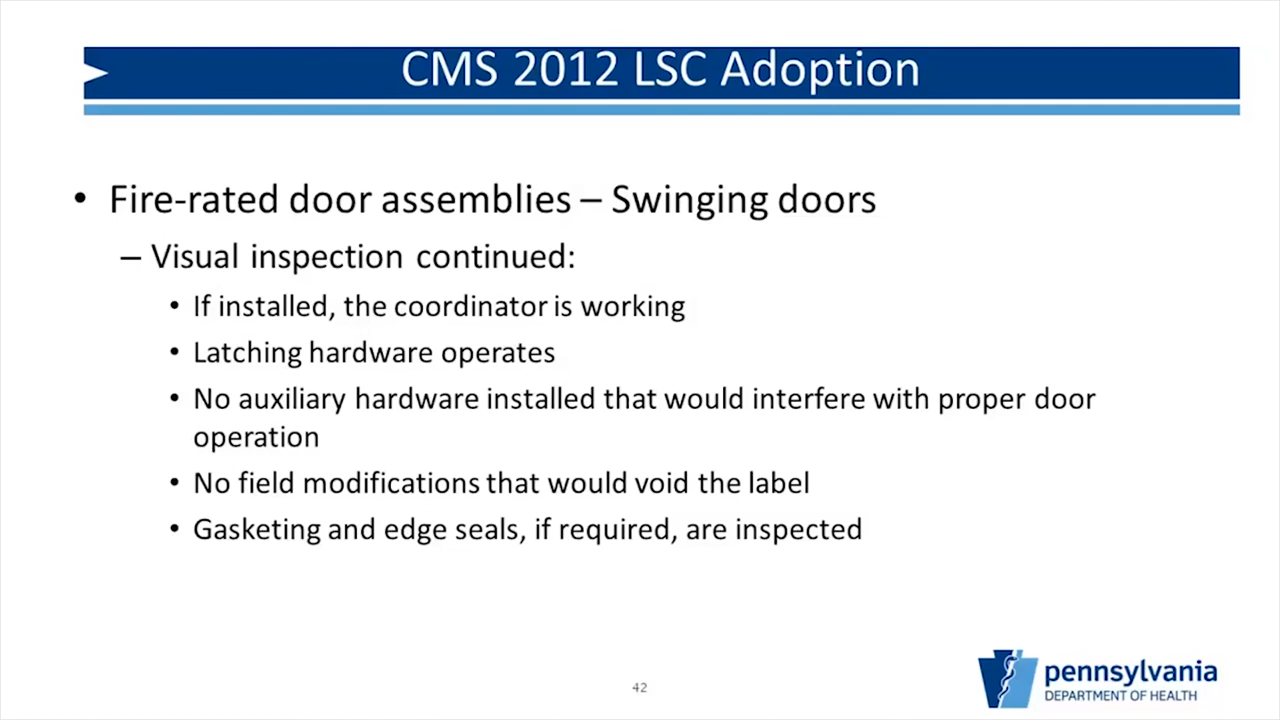 CMS 2012 LSC Adoption
• Fire-rated door assemblies – Swinging doors
– Visual inspection continued:
• If installed, the coordinator is working
• Latching hardware operates
• No auxiliary hardware installed that would interfere with proper door
operation
• No field modifications that would void the label
• Gasketing and edge seals, if required, are inspected
42
pennsylvania
DEPARTMENT OF HEALTH